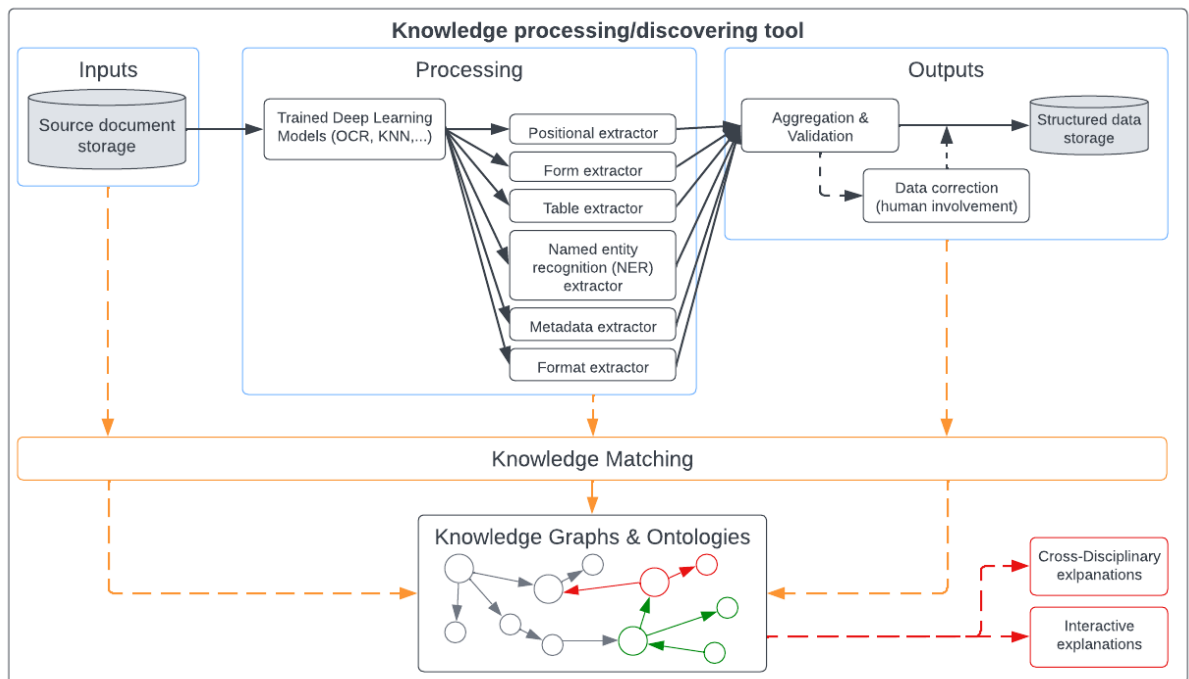 Knowledge processing/discovering tool
Inputs
Source document
storage
Processing
Trained Deep Learning
Models (OCR, KNN,...)
Positional extractor
Form extractor
Table extractor
Named entity
recognition (NER)
extractor
Metadata extractor
Format extractor
Outputs
Aggregation &
Validation
Structured data
storage
Data correction
(human involvement)
Knowledge Matching
Knowledge Graphs & Ontologies
Cross-Disciplinary
exlpanations
Interactive
explanations